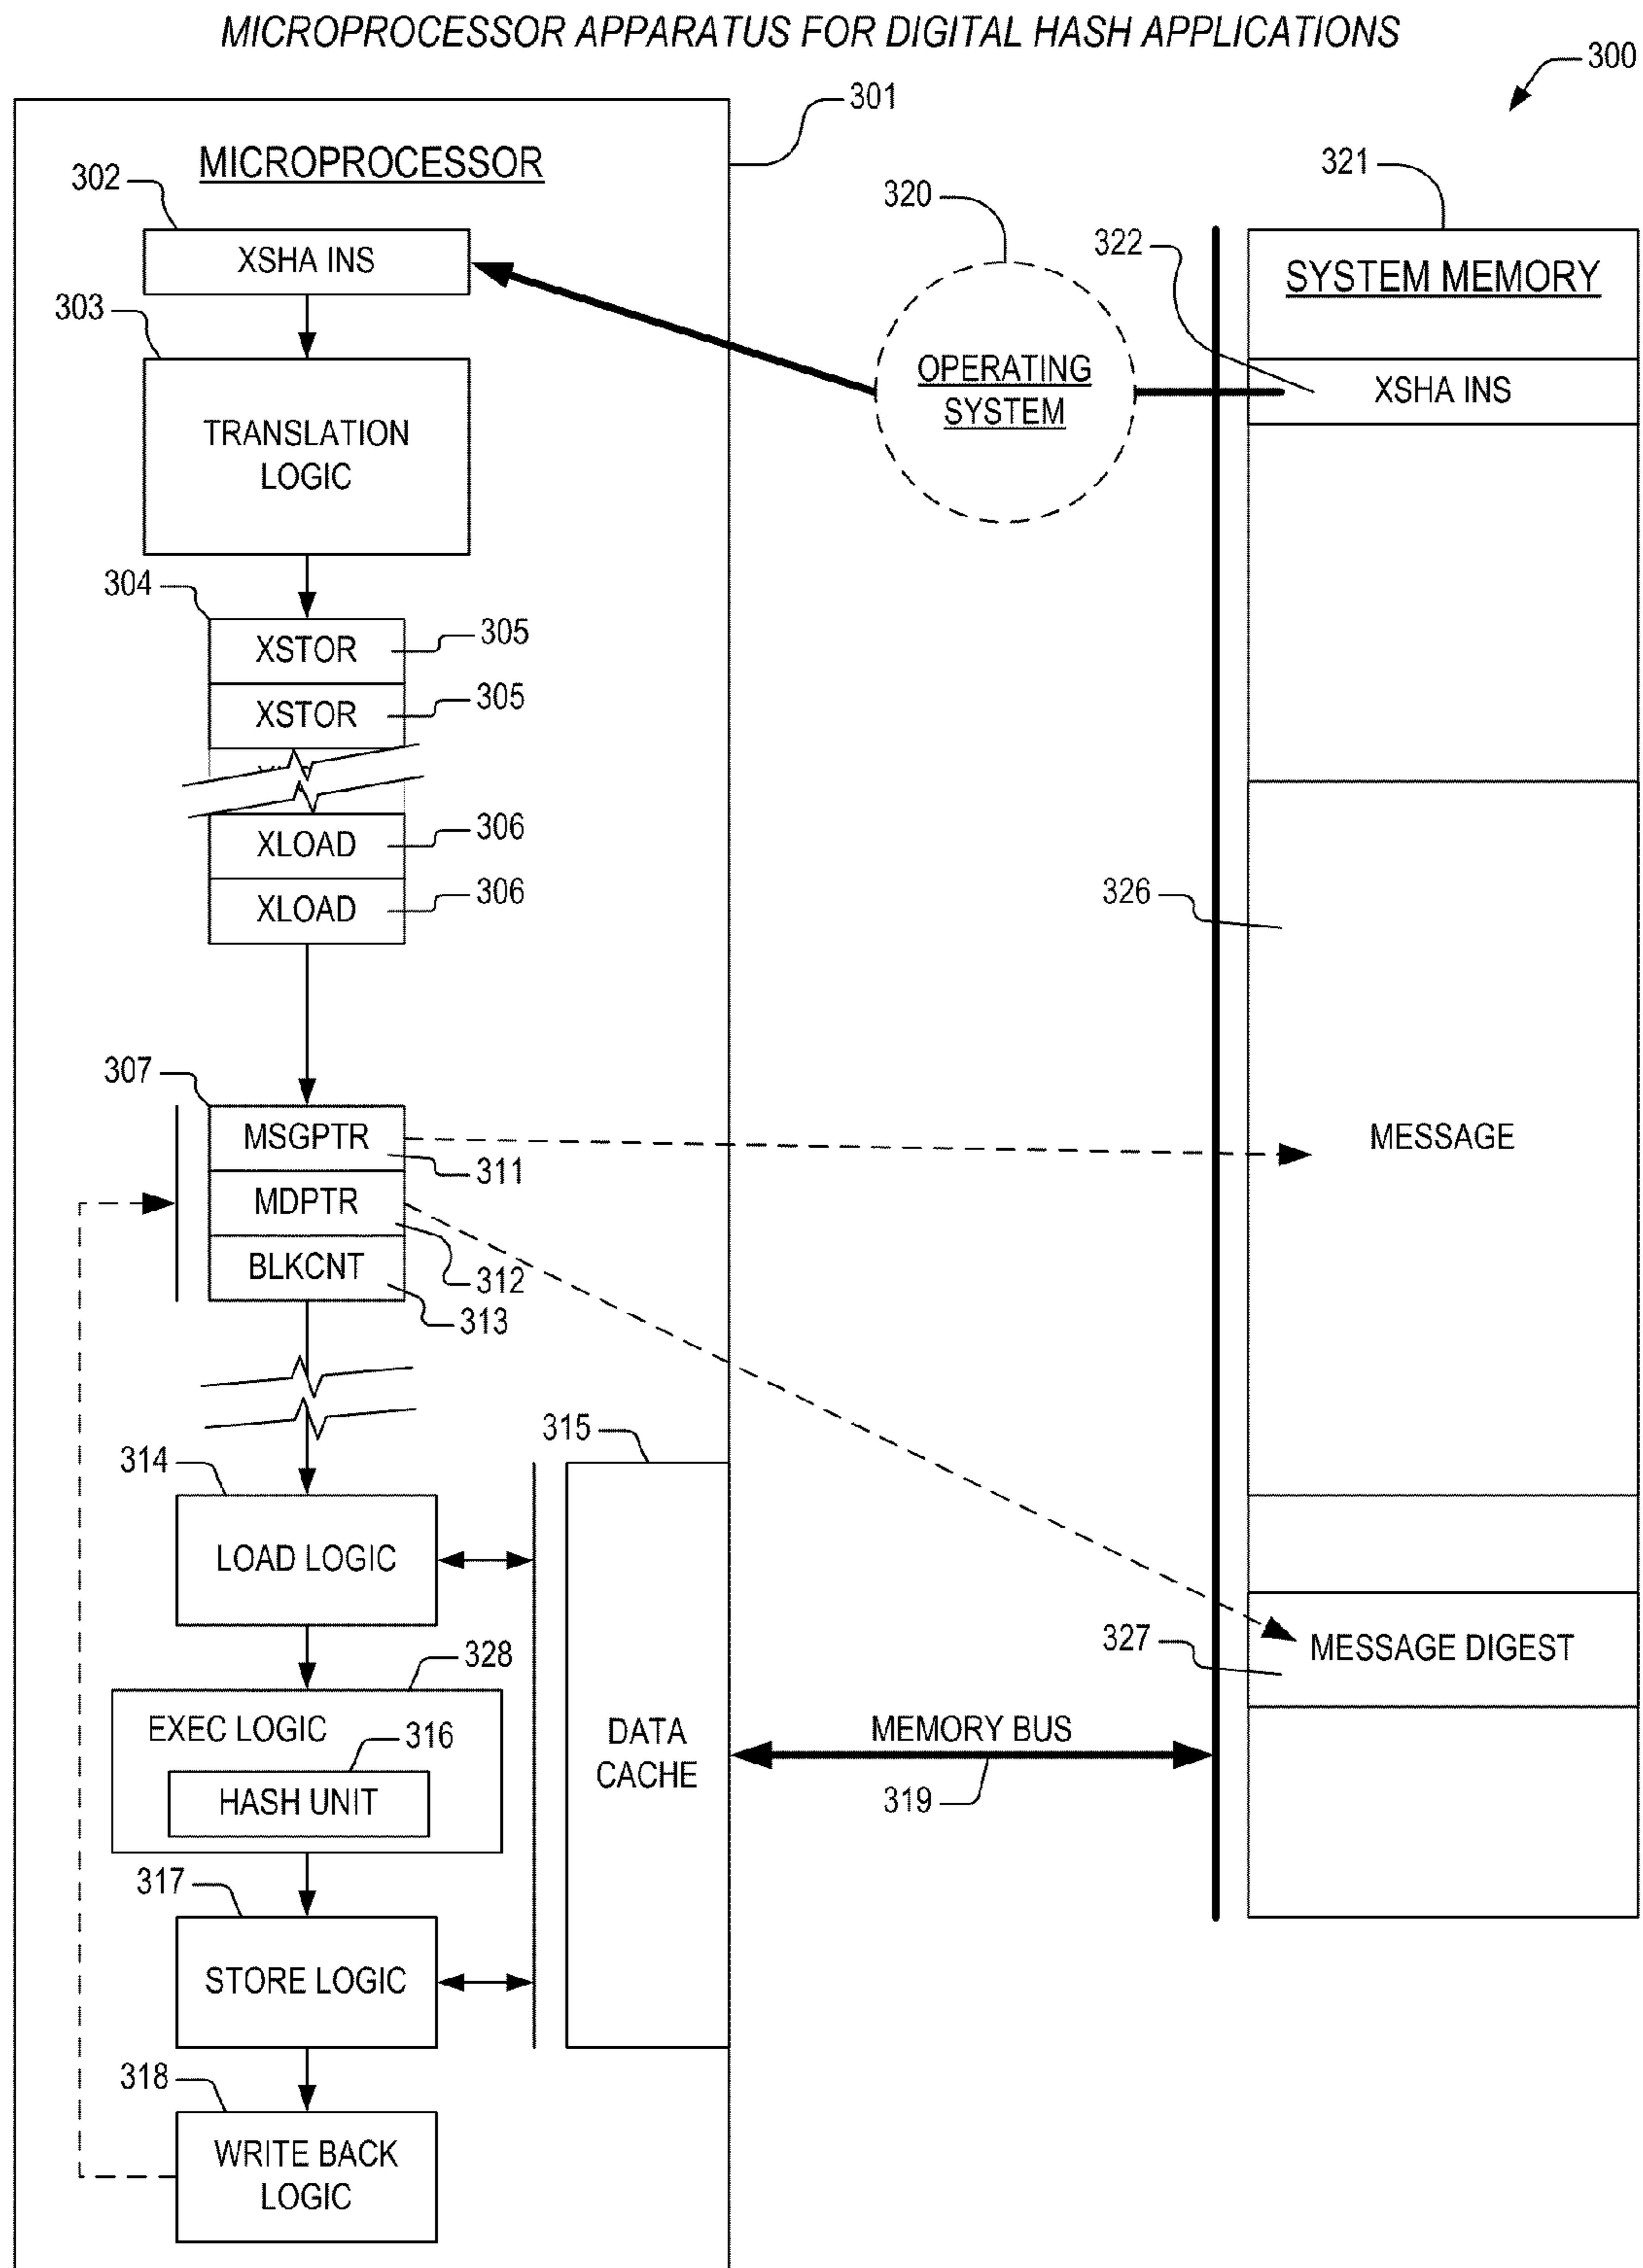 MICROPROCESSOR APPARATUS FOR DIGITAL HASH APPLICATIONS
300
301
MICROPROCESSOR
302
XSHA INS
303
TRANSLATION
LOGIC
304
XSTOR
305
XSTOR
305
XLOAD
306
XLOAD
306
307
MSGPTR
311
MDPTR
312
BLKCNT
313
314
LOAD LOGIC
315
DATA
CACHE
328
EXEC LOGIC
316
HASH UNIT
317
STORE LOGIC
318
WRITE BACK
LOGIC
320
OPERATING
SYSTEM
MEMORY BUS
319
321
SYSTEM MEMORY
322
XSHA INS
326
MESSAGE
327
MESSAGE DIGEST